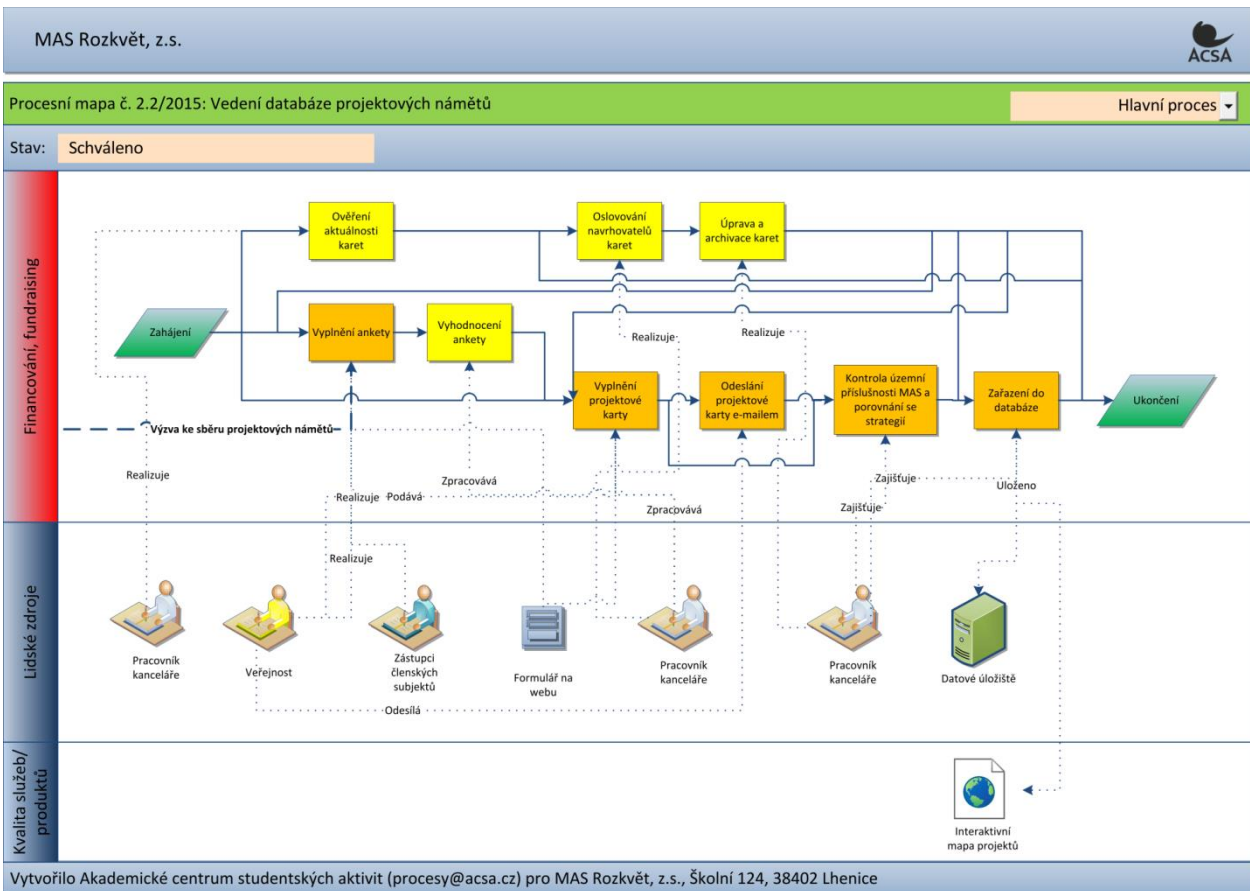 MAS Rozkvět, z.s.
ACSA
Procesní mapa č. 2.2/2015: Vedení databáze projektových námětů
Hlavní proces
Stav:
Schváleno
Financování, fundraising
Ověření
aktuálnosti
karet
Oslovování
navrhovatelů
karet
Úprava a
archivace karet
Zahájení
Vyplnění ankety
Vyhodnocení
ankety
Realizuje
Realizuje
Vyplnění
projektové
karty
Odeslání
projektové
karty e-mailem
Kontrola územní
příslušnosti MAS a
porovnání se
strategií
Zařazení do
databáze
Ukončení
Výzva ke sběru projektových námětů
Realizuje
Realizuje
Podává
Zpracovává
Zpracovává
Zajišťuje
Zajišťuje
Uloženo
Lidské zdroje
Realizuje
Pracovník
kanceláře
Veřejnost
Zástupci
členských
subjektů
Formulář na
webu
Pracovník
kanceláře
Pracovník
kanceláře
Datové úložiště
Odesílá
Kvalita služeb/
produktů
Interaktivní
mapa projektů
Vytvořilo Akademické centrum studentských aktivit (procesy@acsa.cz) pro MAS Rozkvět, z.s., Školní 124, 38402 Lhenice